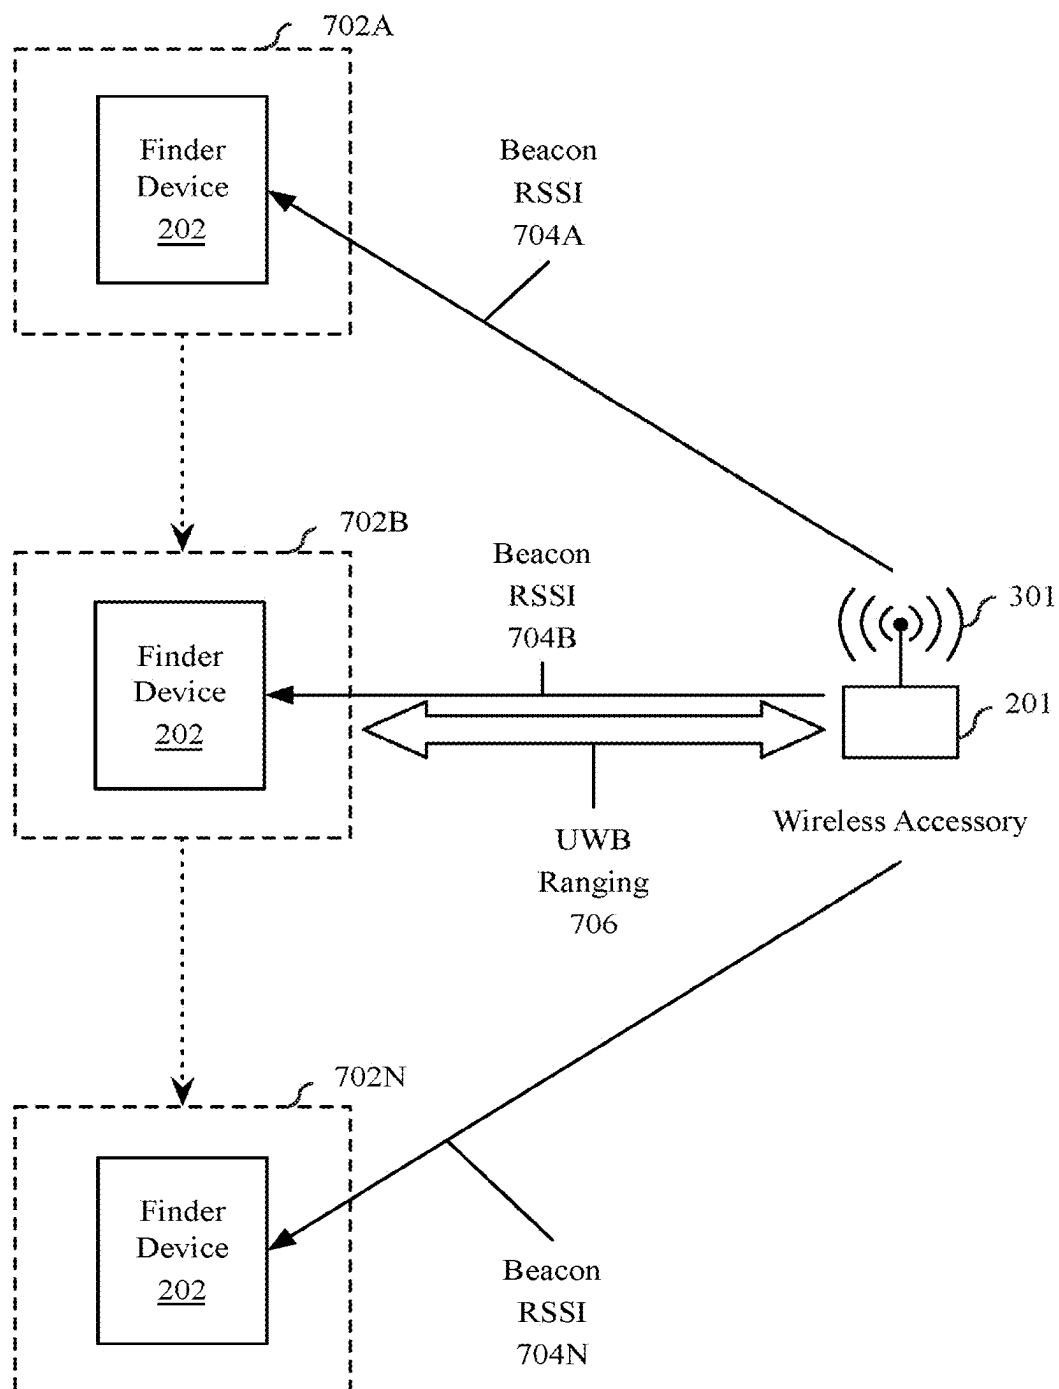 702A
Finder
Device
202
Beacon
RSSI
704A
702B
Finder
Device
202
Beacon
RSSI
704B
301
201
UWB
Ranging
706
Wireless Accessory
702N
Finder
Device
202
Beacon
RSSI
704N